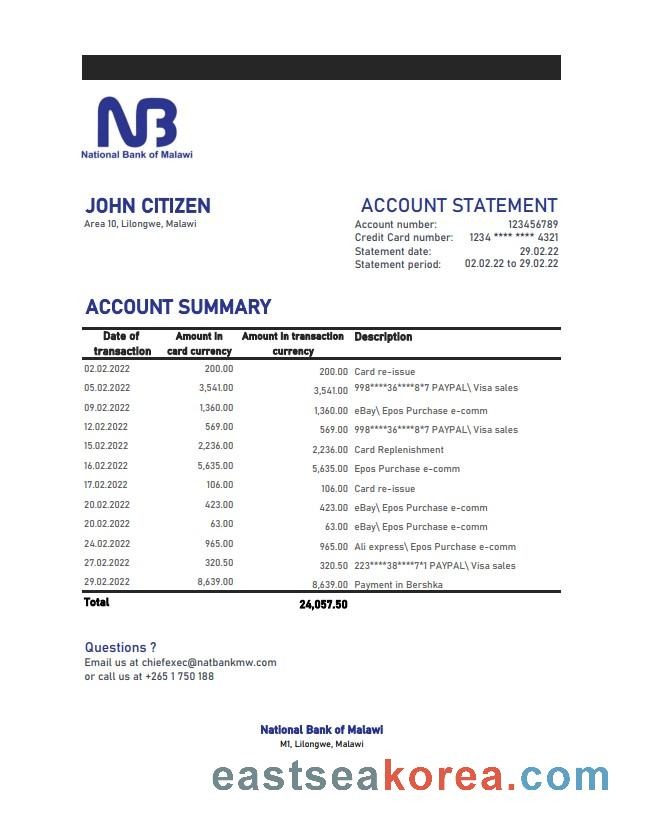 NB
National Bank of Malawi
JOHN CITIZEN
Area 10, Lilongwe, Malawi
ACCOUNT STATEMENT
Account number: 123456789
Credit Card number: 1234 **** **** 4321
Statement date: 29.02.22
Statement period: 02.02.22 to 29.02.22
ACCOUNT SUMMARY
Date of transaction Amount in card currency Amount in transaction currency Description
02.02.2022 200.00 200.00 Card re-issue
05.02.2022 3,541.00 3,541.00 998****36****8*7 PAYPAL\ Visa sales
09.02.2022 1,360.00 1,360.00 eBay\ Epos Purchase e-comm
12.02.2022 569.00 569.00 998****36****8*7 PAYPAL\ Visa sales
15.02.2022 2,236.00 2,236.00 Card Replenishment
16.02.2022 5,635.00 5,635.00 Epos Purchase e-comm
17.02.2022 106.00 106.00 Card re-issue
20.02.2022 423.00 423.00 eBay\ Epos Purchase e-comm
20.02.2022 63.00 63.00 eBay\ Epos Purchase e-comm
24.02.2022 965.00 965.00 Ali express\ Epos Purchase e-comm
27.02.2022 320.50 320.50 223****38****7*1 PAYPAL\ Visa sales
29.02.2022 8,639.00 8,639.00 Payment in Bershka
Total 24,057.50
Questions ?
Email us at chiefexec@natbankmw.com
or call us at +265 1 750 188
National Bank of Malawi
M1, Lilongwe, Malawi
eastseakorea.com